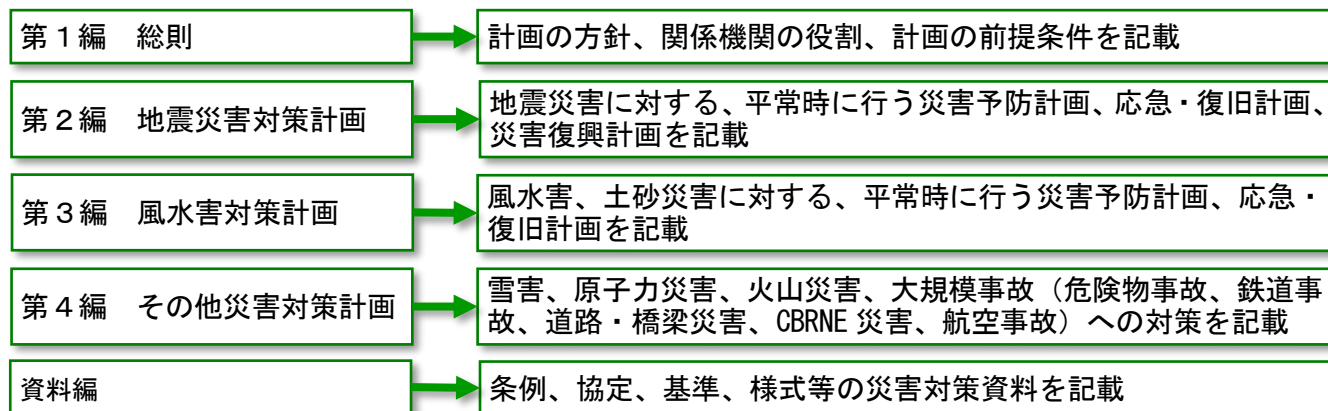 第１編　総則
計画の方針、関係機関の役割、計画の前提条件を記載
第２編　地震災害対策計画
地震災害に対する、平常時に行う災害予防計画、応急・復旧計画、
災害復興計画を記載
第３編　風水害対策計画
風水害、土砂災害に対する、平常時に行う災害予防計画、応急・
復旧計画を記載
第４編　その他災害対策計画
雪害、原子力災害、火山災害、大規模事故（危険物事故、鉄道事
故、道路・橋梁災害、CBRNE 災害、航空事故）への対策を記載
資料編
条例、協定、基準、様式等の災害対策資料を記載